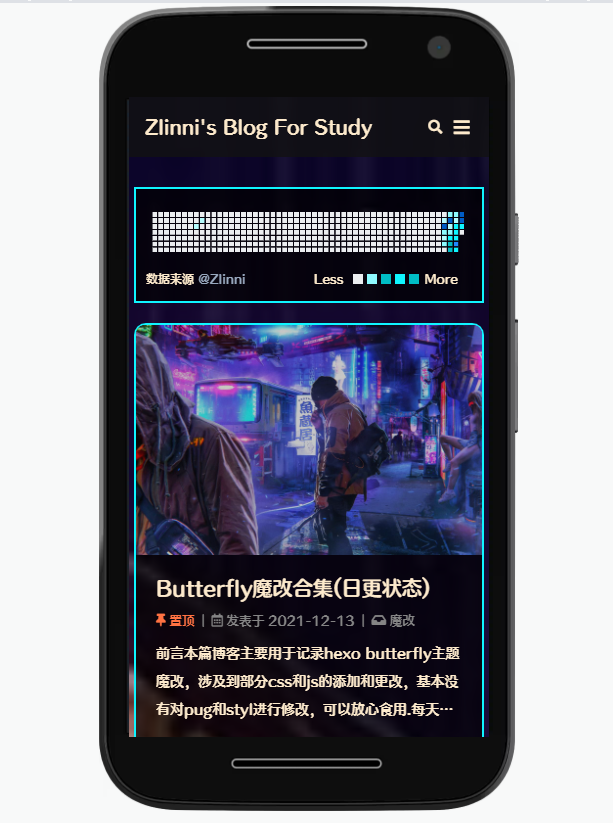 Zlinni's Blog For Study
数据来源 @Zlinni Less More
魚蔵居
Butterfly魔改合集(日更状态)
置顶 | 发表于 2021-12-13 | 魔改
前言本篇博客主要用于记录hexo butterfly主题
魔改，涉及到部分css和js的添加和更改，基本没
有对pug和styl进行修改，可以放心食用.每天…